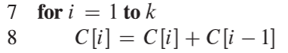 7 for i = 1 to k
8 C[i] = C[i] + C[i − 1]